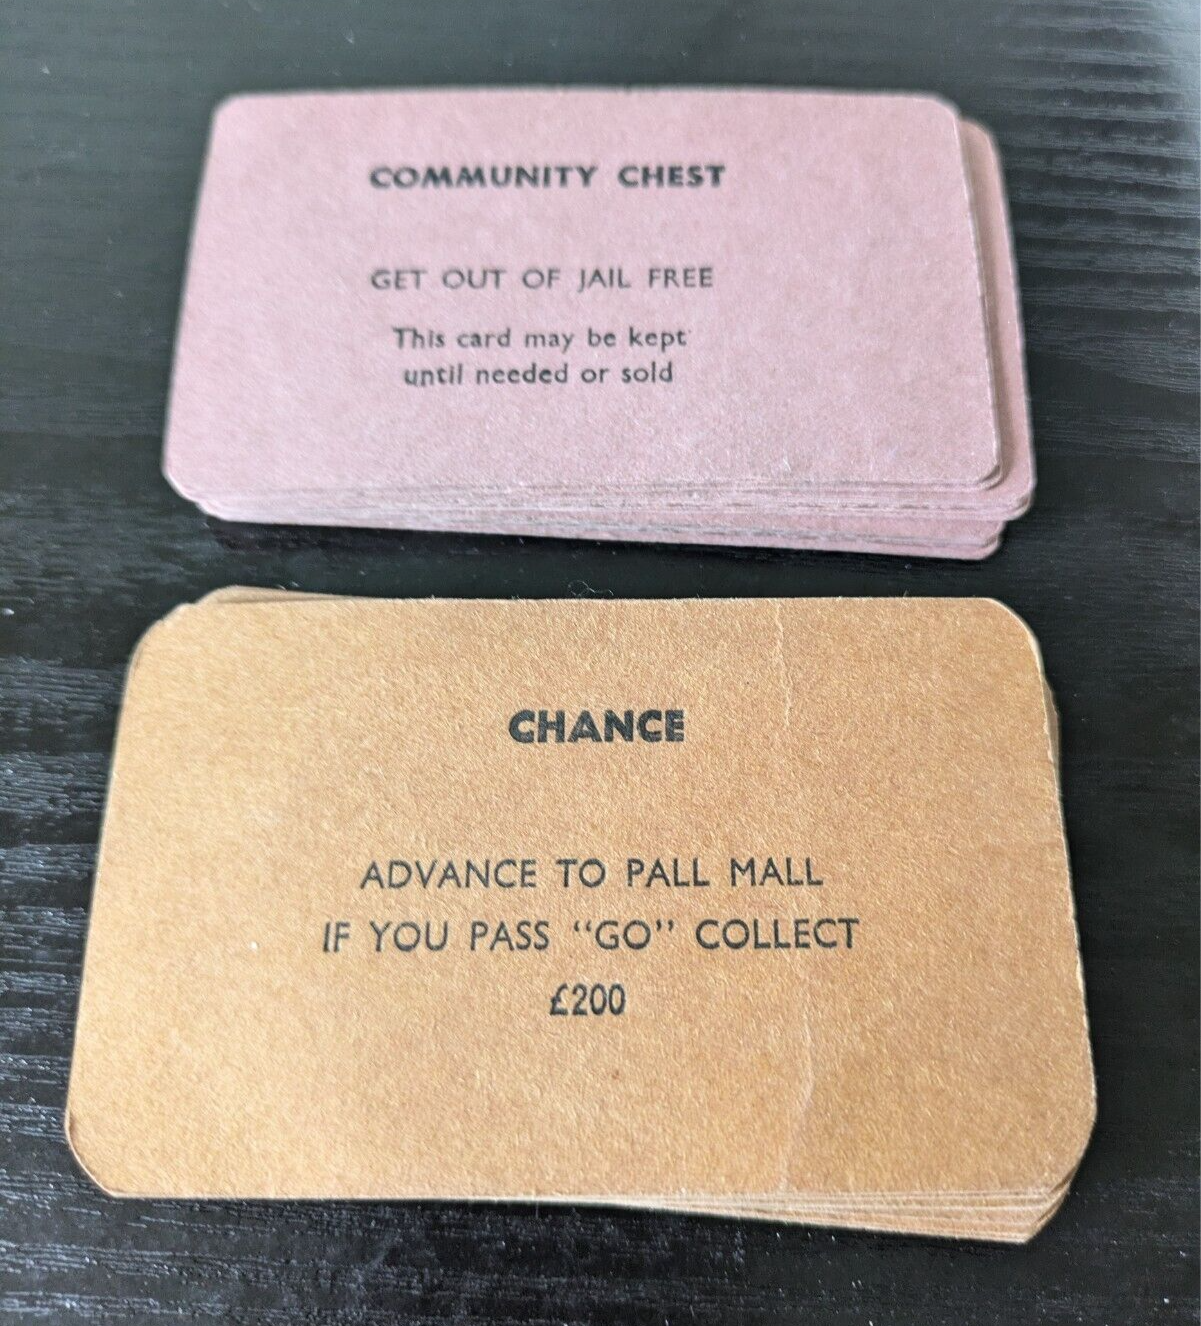 COMMUNITY CHEST
GET OUT OF JAIL FREE
This card may be kept
until needed or sold
CHANCE
ADVANCE TO PALL MALL
IF YOU PASS “GO” COLLECT
£200